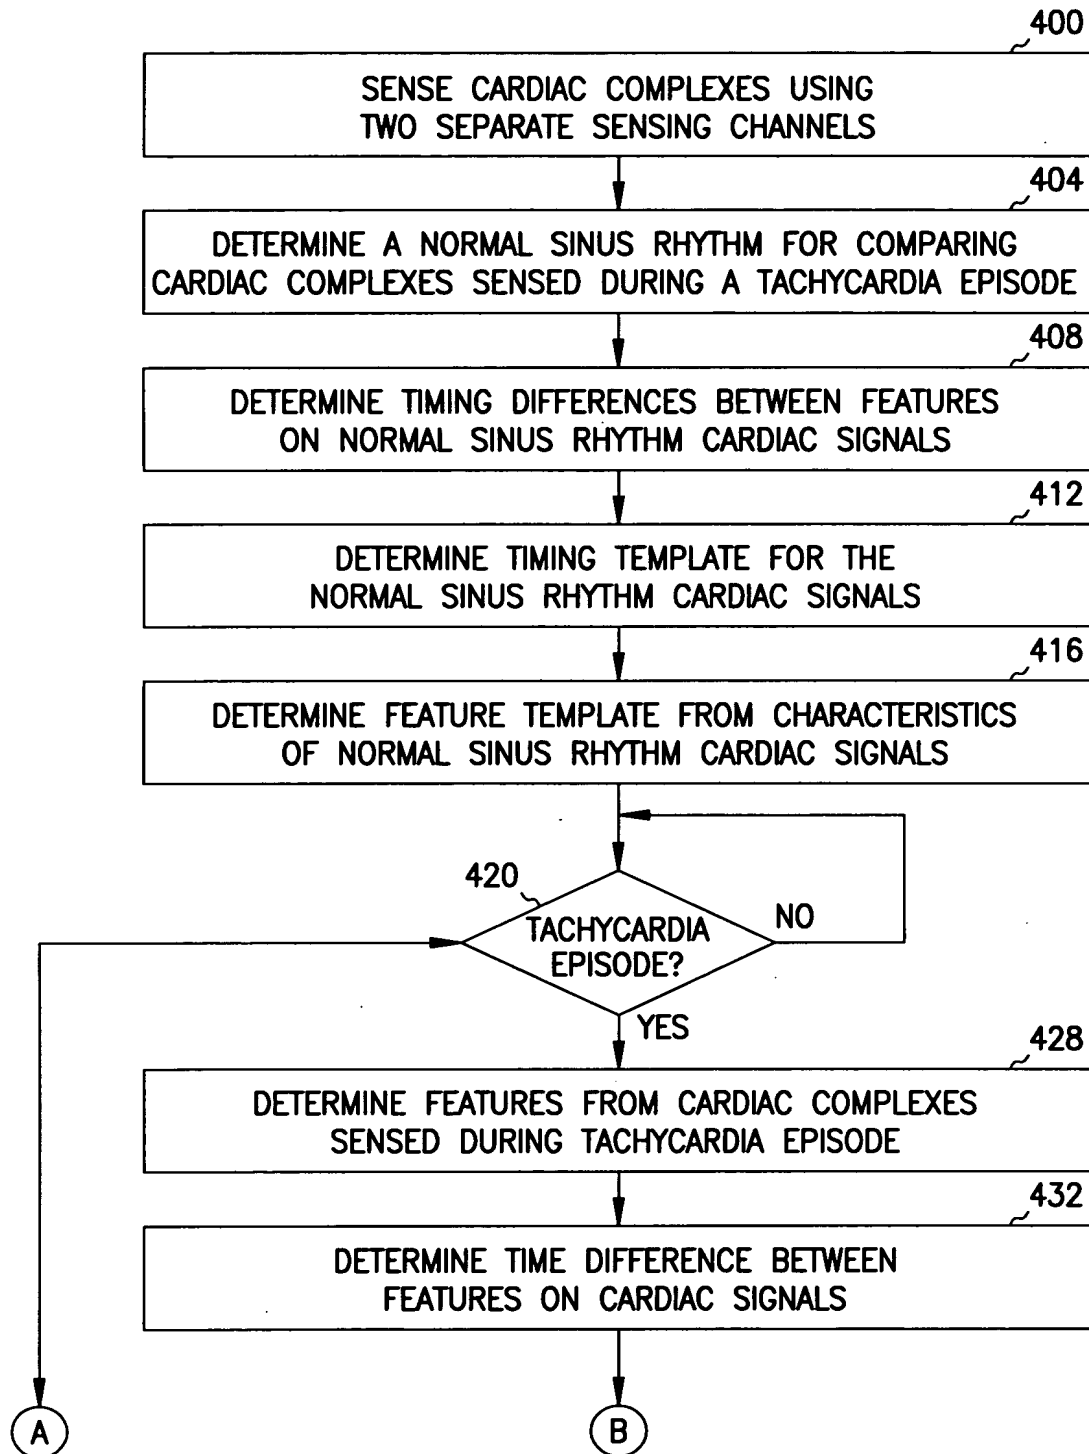 400
SENSE CARDIAC COMPLEXES USING
TWO SEPARATE SENSING CHANNELS
404
DETERMINE A NORMAL SINUS RHYTHM FOR COMPARING
CARDIAC COMPLEXES SENSED DURING A TACHYCARDIA EPISODE
408
DETERMINE TIMING DIFFERENCES BETWEEN FEATURES
ON NORMAL SINUS RHYTHM CARDIAC SIGNALS
412
DETERMINE TIMING TEMPLATE FOR THE
NORMAL SINUS RHYTHM CARDIAC SIGNALS
416
DETERMINE FEATURE TEMPLATE FROM CHARACTERISTICS
OF NORMAL SINUS RHYTHM CARDIAC SIGNALS
420
TACHYCARDIA
EPISODE?
NO
YES
428
DETERMINE FEATURES FROM CARDIAC COMPLEXES
SENSED DURING TACHYCARDIA EPISODE
432
DETERMINE TIME DIFFERENCE BETWEEN
FEATURES ON CARDIAC SIGNALS
A
B